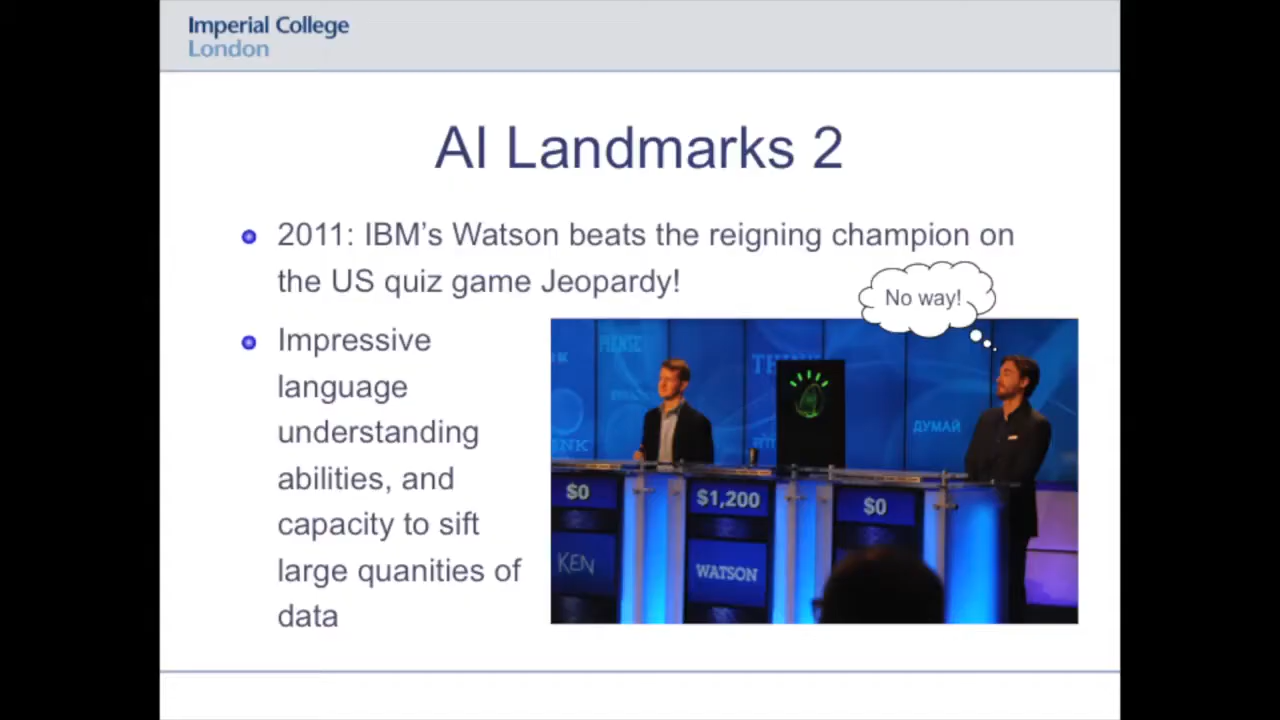 Imperial College
London
AI Landmarks 2
2011: IBM's Watson beats the reigning champion on
the US quiz game Jeopardy!
No way!
Impressive
language
understanding
abilities, and
capacity to sift
large quanities of
data
THINK
ДУМАЙ
$0
$1,200
$0
KEN
WATSON